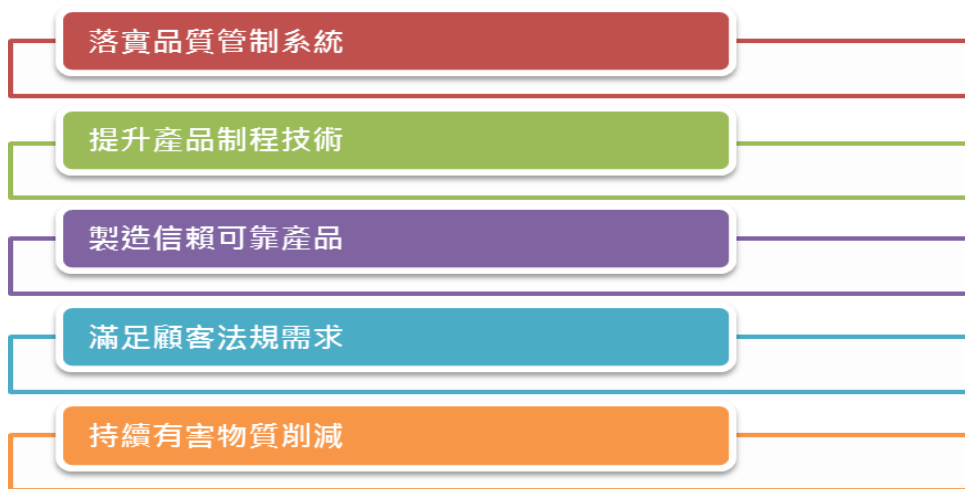 落實品質管制系統
提升產品制程技術
製造信賴可靠產品
滿足顧客法規需求
持續有害物質削減